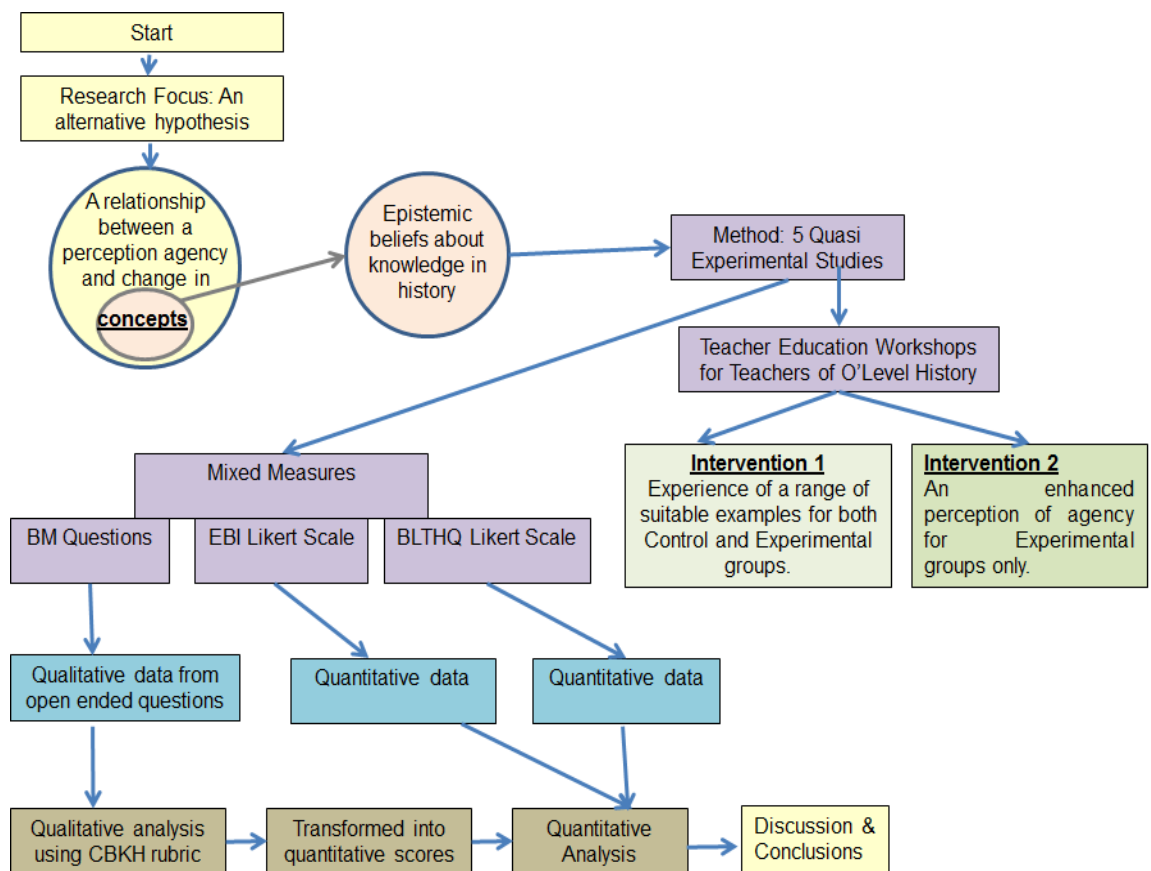 Start
Research Focus: An
alternative hypothesis
A relationship
between a
perception agency
and change in
concepts
Epistemic
beliefs about
knowledge in
history
Method: 5 Quasi
Experimental Studies
Teacher Education Workshops
for Teachers of O'Level History
Intervention 1
Experience of a range of
suitable examples for both
Control and Experimental
groups.
Intervention 2
An enhanced
perception of agency
for Experimental
groups only.
Mixed Measures
BM Questions
EBI Likert Scale
BLTHQ Likert Scale
Qualitative data from
open ended questions
Quantitative data
Quantitative data
Qualitative analysis
using CBKH rubric
Transformed into
quantitative scores
Quantitative
Analysis
Discussion &
Conclusions